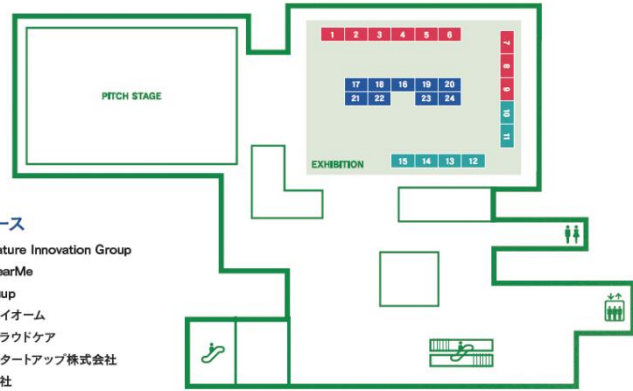 1 2 3 4 5 6
7
8
9
10
11
17 18 16 19 20
21 22 23 24
15 14 13 12
PITCH STAGE
EXHIBITION
ース
ature Innovation Group
earMe
up
イオーム
ラウドケア
タートアップ株式会社
社